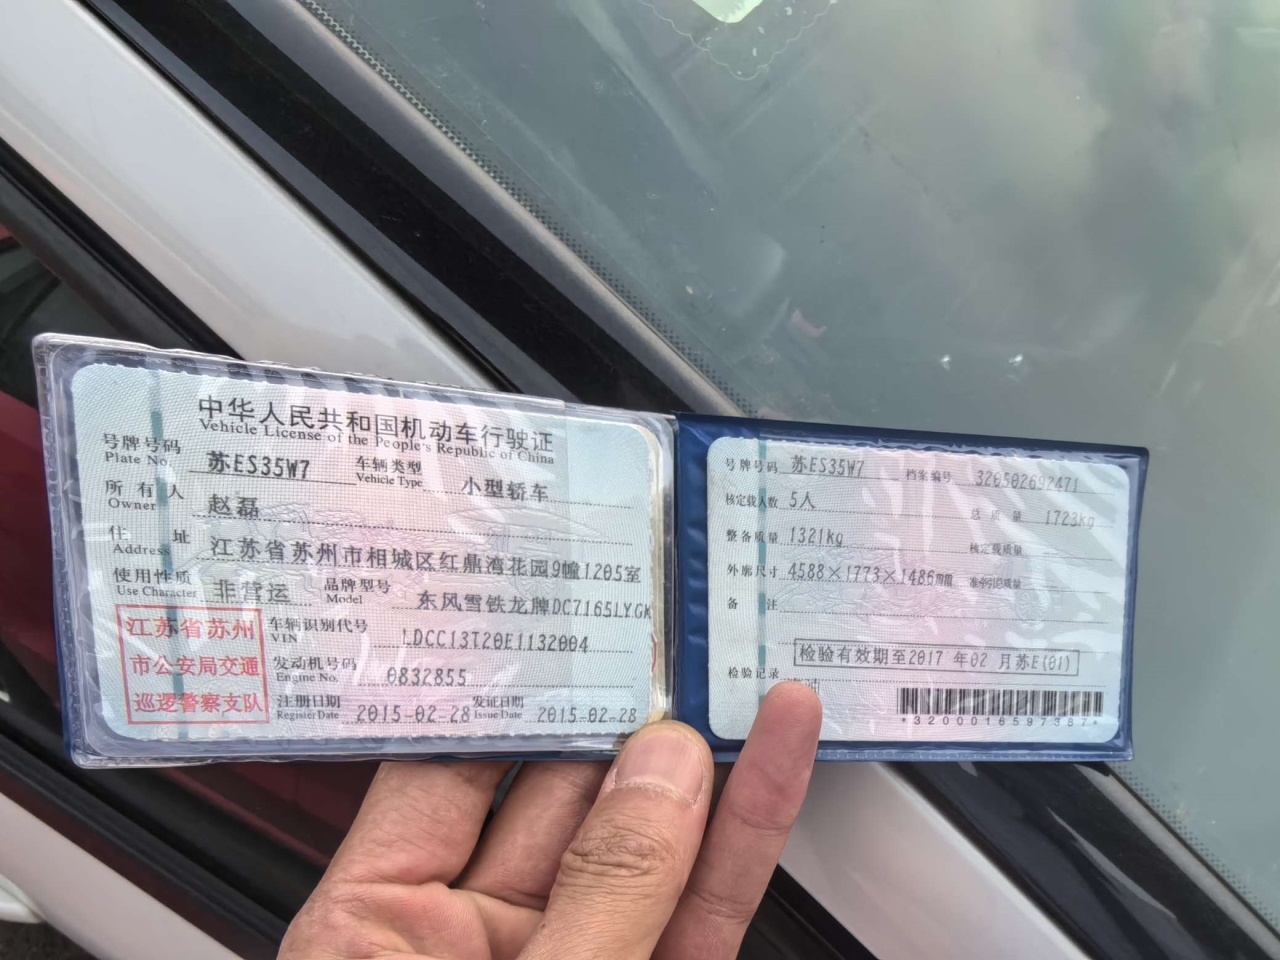 中华人民共和国机动车行驶证
Vehicle License of the People's Republic of China
号牌号码 Plate No. 苏ES35W7 车辆类型 Vehicle Type 小型轿车
所有人 Owner 赵磊
住址 Address 江苏省苏州市相城区红鼎湾花园9幢1205室
使用性质 Use Character 非营运 品牌型号 Model 东风雪铁龙牌DC7165LYGK
江苏省苏州
市公安局交通
巡逻警察支队
车辆识别代号 VIN LDCC13T20E1132004
发动机号码 Engine No. 0832855
注册日期 Register Date 2015-02-28 发证日期 Issue Date 2015-02-28
号牌号码 苏ES35W7 档案编号 320502692471
核定载人数 5人 总质量 1723kg
整备质量 1321kg 核定载质量
外廓尺寸 4588×1773×1486mm 准牵引总质量
备注
检验有效期至2017年02月苏E(01)
检验记录
*3200016597387*